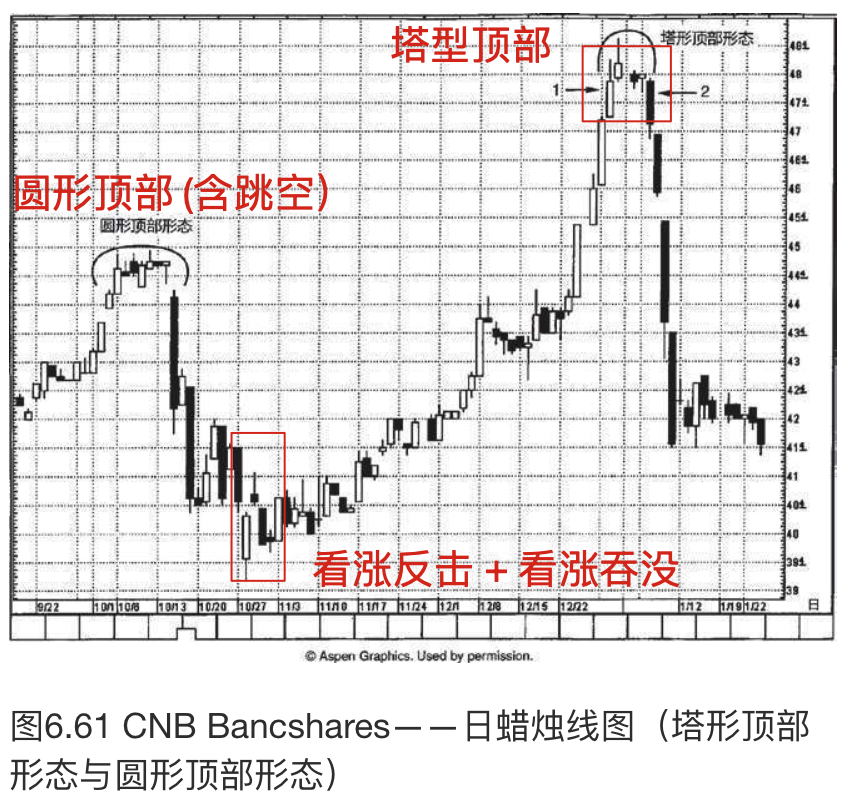 塔型顶部
塔形顶部形态
48½
48
1
2
47½
47
46½
圆形顶部 (含跳空)
46
45½
圆形顶部形态
45
44½
44
43½
43
42½
42
41½
41
40½
40
看涨反击 + 看涨吞没
39½
39
9/22 10/1 10/6 10/13 10/20 10/27 11/3 11/10 11/17 11/24 12/1 12/8 12/15 12/22 1/12 1/19 1/22 日
© Aspen Graphics. Used by permission.
图6.61 CNB Bancshares——日蜡烛线图（塔形顶部
形态与圆形顶部形态）